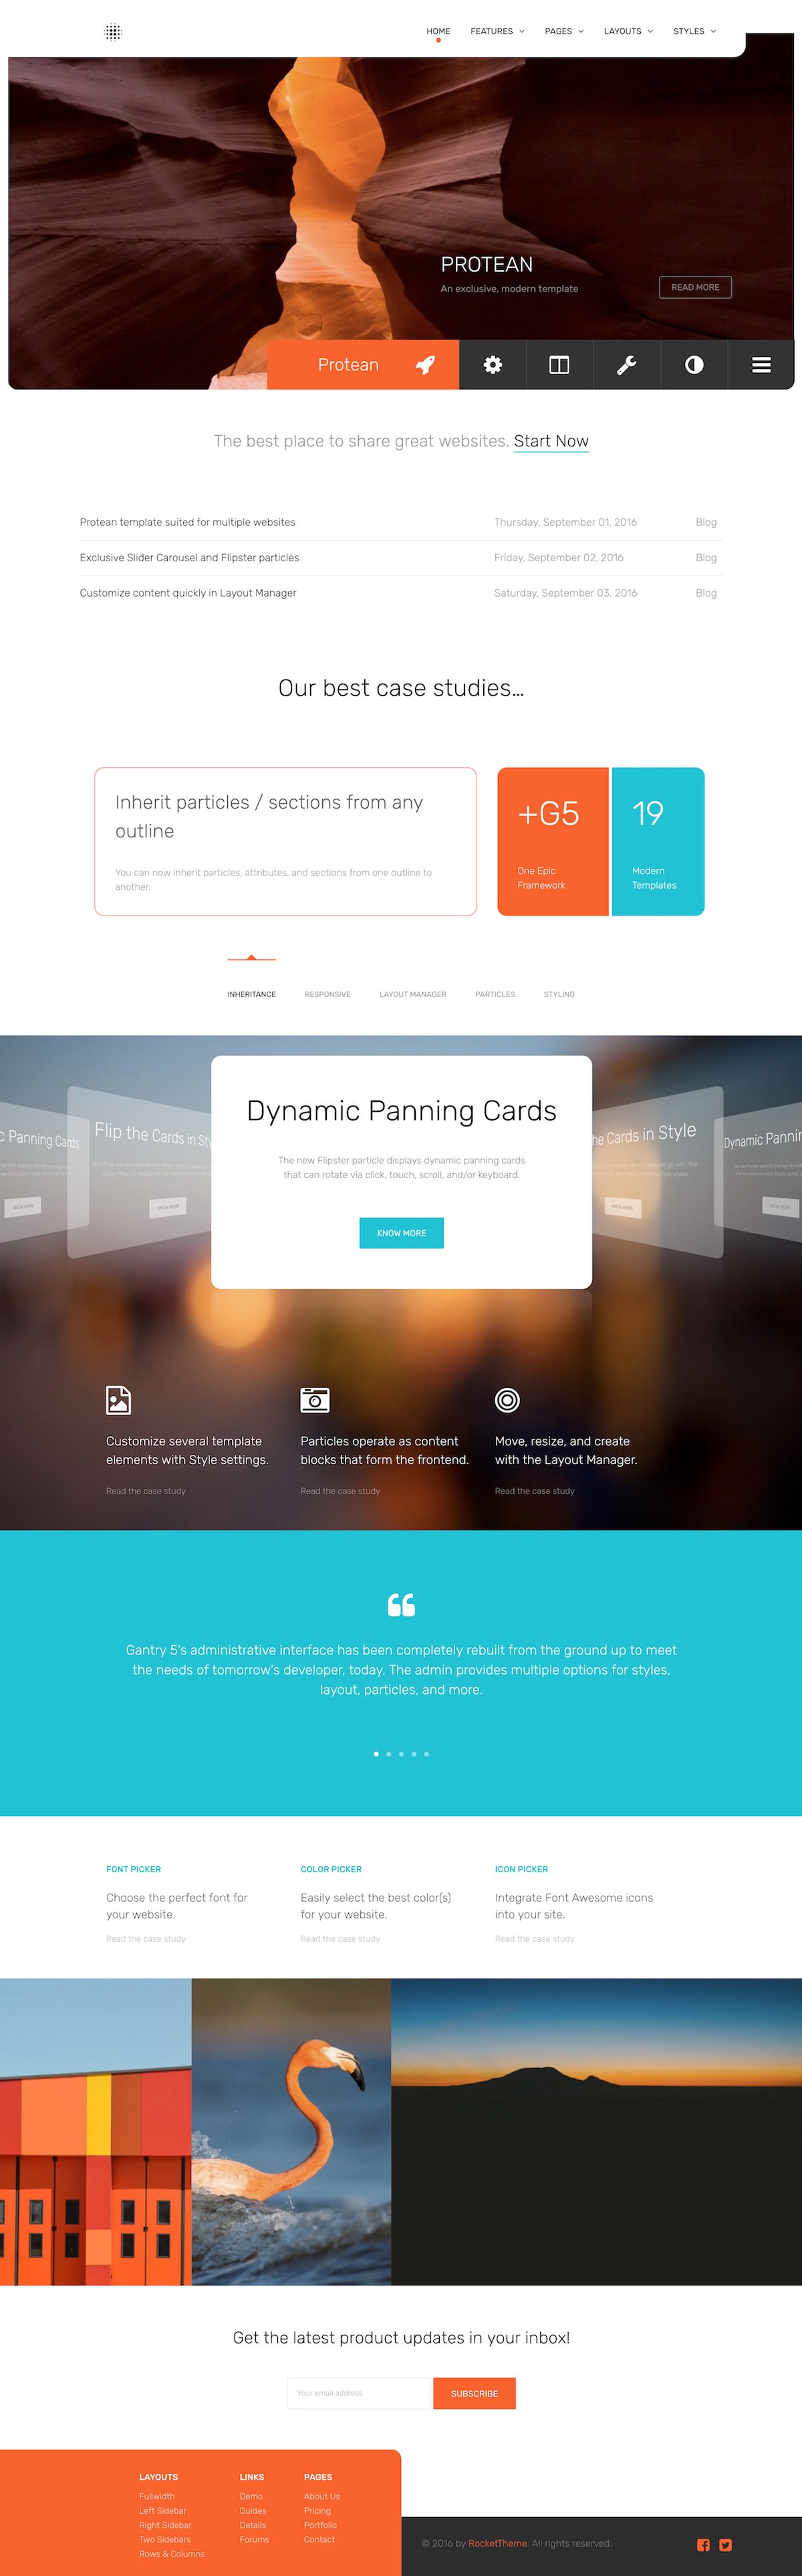 HOME FEATURES PAGES LAYOUTS STYLES
PROTEAN
An exclusive, modern template
READ MORE
Protean
The best place to share great websites. Start Now
Protean template suited for multiple websites Thursday, September 01, 2016 Blog
Exclusive Slider Carousel and Flipster particles Friday, September 02, 2016 Blog
Customize content quickly in Layout Manager Saturday, September 03, 2016 Blog
Our best case studies...
Inherit particles / sections from any
outline
You can now inherit particles, attributes, and sections from one outline to
another.
+G5
One Epic
Framework
19
Modern
Templates
INHERITANCE RESPONSIVE LAYOUT MANAGER PARTICLES STYLING
c Panning Cards
KNOW MORE
Flip the Cards in Sty
KNOW MORE
Dynamic Panning Cards
The new Flipster particle displays dynamic panning cards
that can rotate via click, touch, scroll, and/or keyboard.
KNOW MORE
he Cards in Style
KNOW MORE
Dynamic Pannin
KNOW MORE
Customize several template
elements with Style settings.
Read the case study
Particles operate as content
blocks that form the frontend.
Read the case study
Move, resize, and create
with the Layout Manager.
Read the case study
Gantry 5's administrative interface has been completely rebuilt from the ground up to meet
the needs of tomorrow's developer, today. The admin provides multiple options for styles,
layout, particles, and more.
FONT PICKER
Choose the perfect font for
your website.
Read the case study
COLOR PICKER
Easily select the best color(s)
for your website.
Read the case study
ICON PICKER
Integrate Font Awesome icons
into your site.
Read the case study
Get the latest product updates in your inbox!
Your email address
SUBSCRIBE
LAYOUTS
Fullwidth
Left Sidebar
Right Sidebar
Two Sidebars
Rows & Columns
LINKS
Demo
Guides
Details
Forums
PAGES
About Us
Pricing
Portfolio
Contact
© 2016 by RocketTheme. All rights reserved.